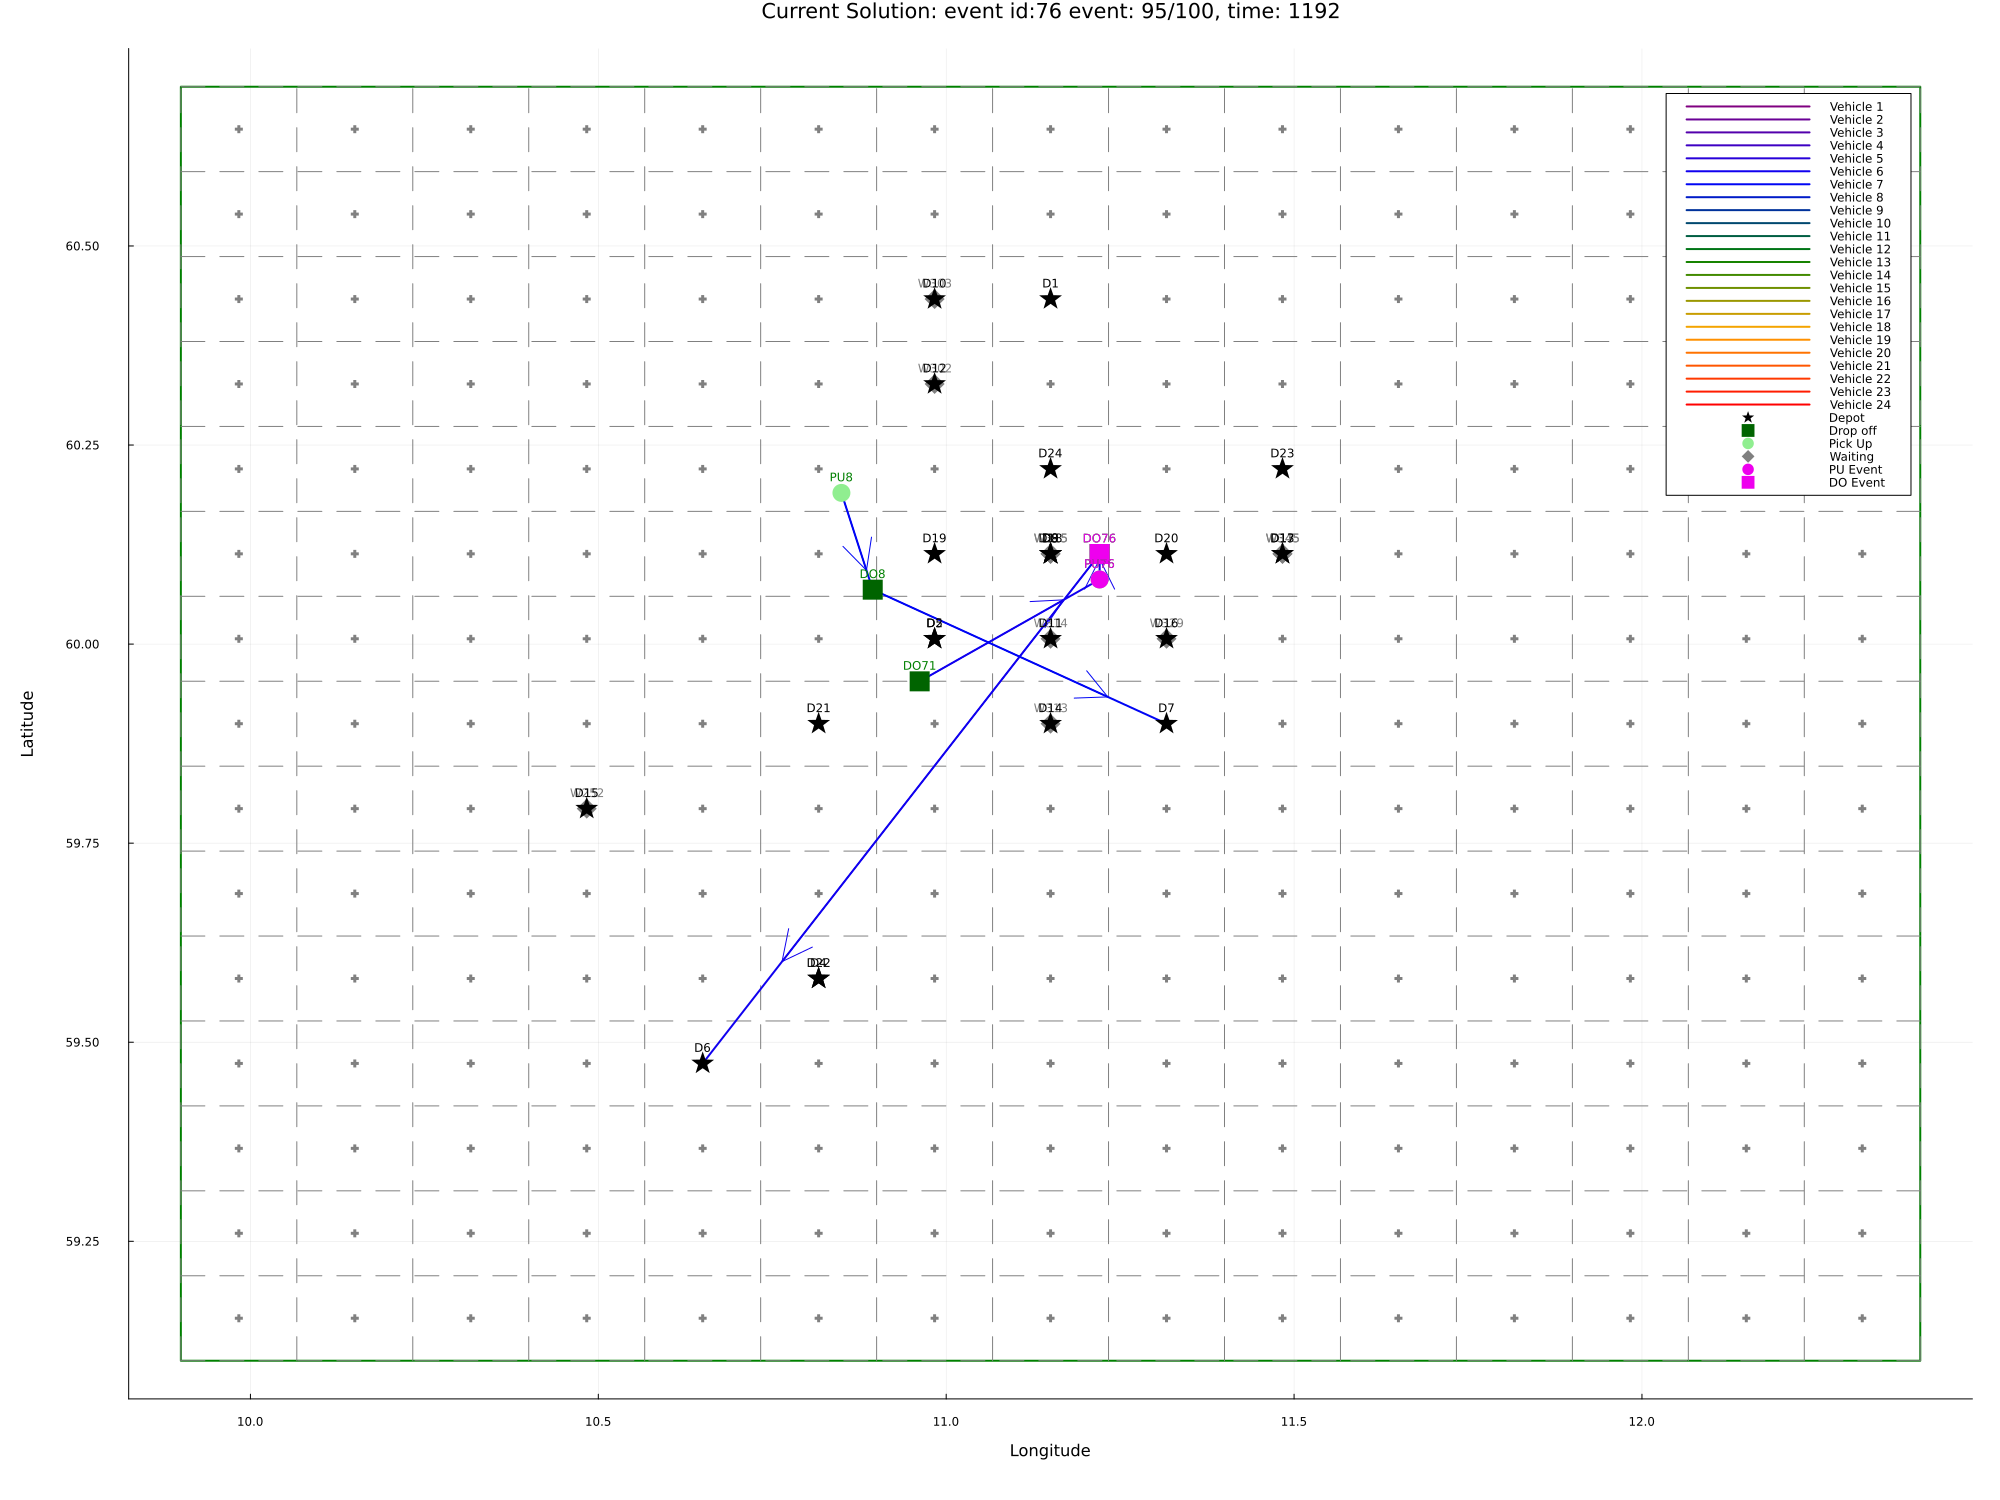 Current Solution: event id:76 event: 95/100, time: 1192
Vehicle 1
Vehicle 2
Vehicle 3
Vehicle 4
Vehicle 5
Vehicle 6
Vehicle 7
Vehicle 8
Vehicle 9
Vehicle 10
Vehicle 11
Vehicle 12
Vehicle 13
Vehicle 14
Vehicle 15
Vehicle 16
Vehicle 17
Vehicle 18
Vehicle 19
Vehicle 20
Vehicle 21
Vehicle 22
Vehicle 23
Vehicle 24
Depot
Drop off
Pick Up
Waiting
PU Event
DO Event
60.50
60.25
60.00
59.75
59.50
59.25
Latitude
D10
D1
D12
D24
D23
PU8
D19
DO76
D20
DO8
D11
D16
DO71
D21
D14
D7
D15
D22
D6
10.0
10.5
11.0
11.5
12.0
Longitude